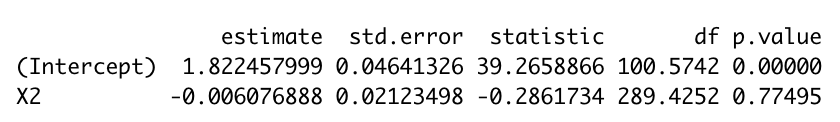 estimate std.error statistic df p.value
(Intercept) 1.822457999 0.04641326 39.2658866 100.5742 0.00000
X2 -0.006076888 0.02123498 -0.2861734 289.4252 0.77495